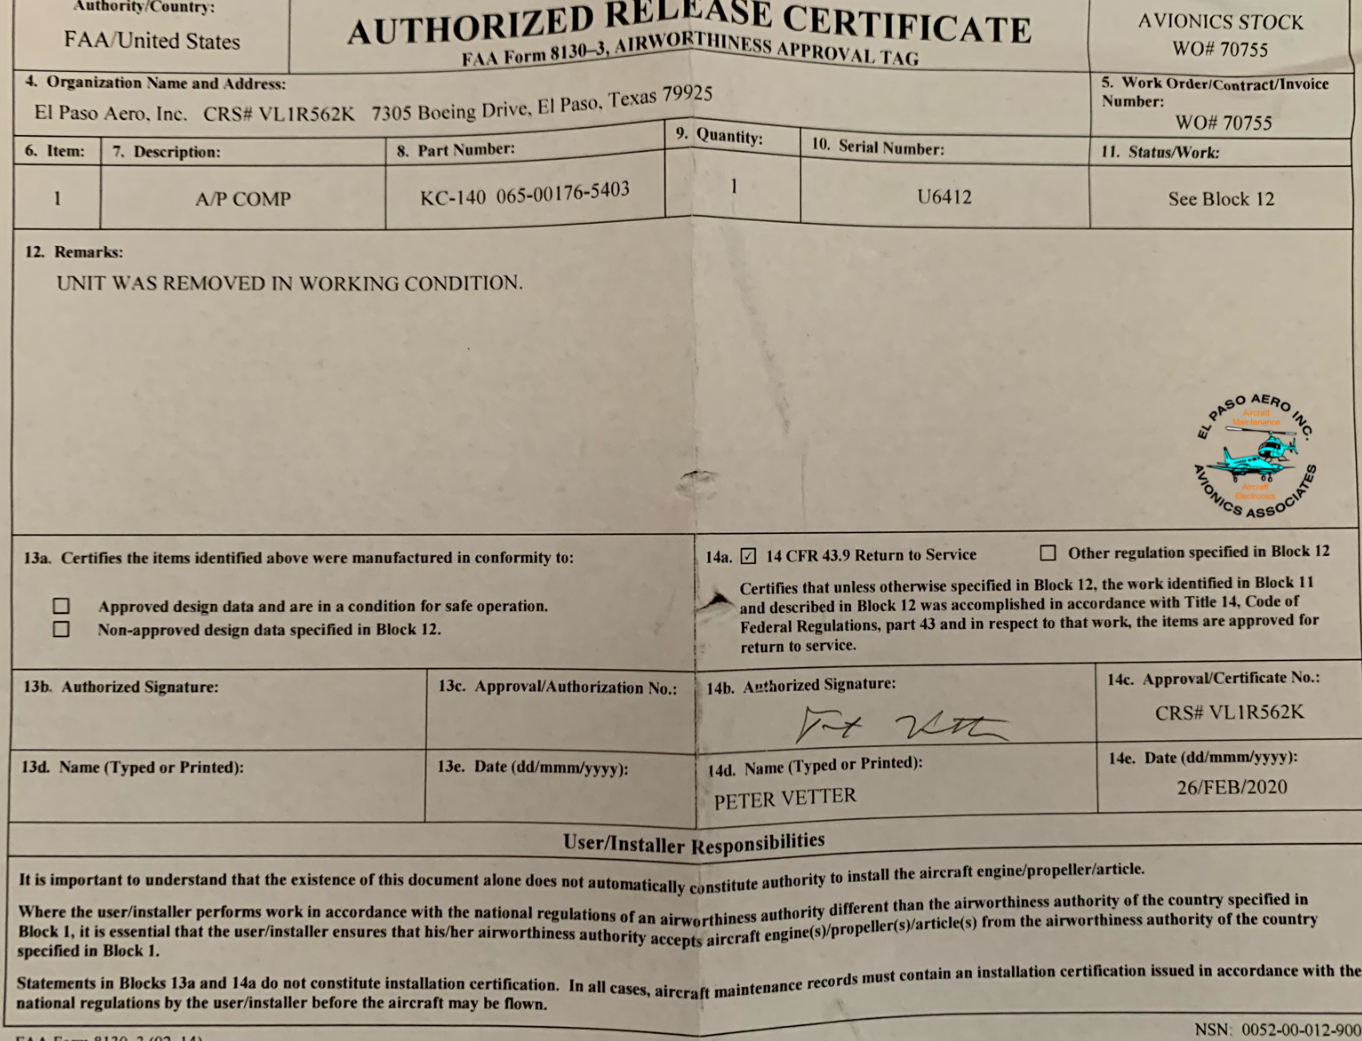 Authority/Country:
FAA/United States
AUTHORIZED RELEASE CERTIFICATE
FAA Form 8130–3, AIRWORTHINESS APPROVAL TAG
AVIONICS STOCK
WO# 70755
4. Organization Name and Address:
El Paso Aero, Inc. CRS# VL1R562K 7305 Boeing Drive, El Paso, Texas 79925
5. Work Order/Contract/Invoice
Number:
WO# 70755
6. Item:
7. Description:
8. Part Number:
9. Quantity:
10. Serial Number:
11. Status/Work:
1
A/P COMP
KC-140 065-00176-5403
1
U6412
See Block 12
12. Remarks:
UNIT WAS REMOVED IN WORKING CONDITION.
EL PASO AERO INC.
Aircraft
Maintenance
Aircraft
Electronics
AVIONICS ASSOCIATES
13a. Certifies the items identified above were manufactured in conformity to:
Approved design data and are in a condition for safe operation.
Non-approved design data specified in Block 12.
14a. ☑ 14 CFR 43.9 Return to Service ☐ Other regulation specified in Block 12
Certifies that unless otherwise specified in Block 12, the work identified in Block 11
and described in Block 12 was accomplished in accordance with Title 14, Code of
Federal Regulations, part 43 and in respect to that work, the items are approved for
return to service.
13b. Authorized Signature:
13c. Approval/Authorization No.:
14b. Authorized Signature:
14c. Approval/Certificate No.:
CRS# VL1R562K
13d. Name (Typed or Printed):
13e. Date (dd/mmm/yyyy):
14d. Name (Typed or Printed):
PETER VETTER
14e. Date (dd/mmm/yyyy):
26/FEB/2020
User/Installer Responsibilities
It is important to understand that the existence of this document alone does not automatically constitute authority to install the aircraft engine/propeller/article.
Where the user/installer performs work in accordance with the national regulations of an airworthiness authority different than the airworthiness authority of the country specified in
Block 1, it is essential that the user/installer ensures that his/her airworthiness authority accepts aircraft engine(s)/propeller(s)/article(s) from the airworthiness authority of the country
specified in Block 1.
Statements in Blocks 13a and 14a do not constitute installation certification. In all cases, aircraft maintenance records must contain an installation certification issued in accordance with the
national regulations by the user/installer before the aircraft may be flown.
NSN: 0052-00-012-900